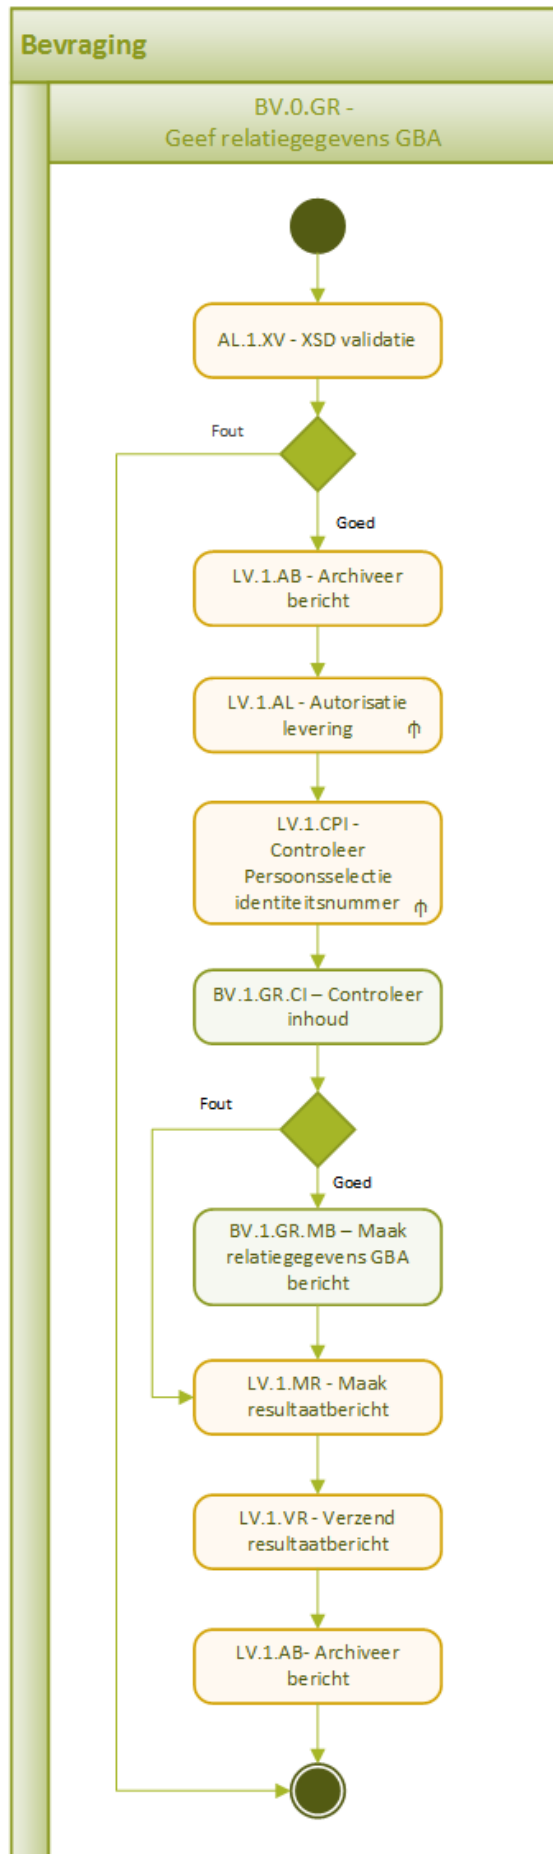 Bevraging
BV.0.GR -
Geef relatiegegevens GBA
AL.1.XV - XSD validatie
Fout
Goed
LV.1.AB - Archiveer
bericht
LV.1.AL - Autorisatie
levering
LV.1.CPI -
Controleer
Persoonsselectie
identiteitsnummer
BV.1.GR.CI – Controleer
inhoud
Fout
Goed
BV.1.GR.MB – Maak
relatiegegevens GBA
bericht
LV.1.MR - Maak
resultaatbericht
LV.1.VR - Verzend
resultaatbericht
LV.1.AB- Archiveer
bericht